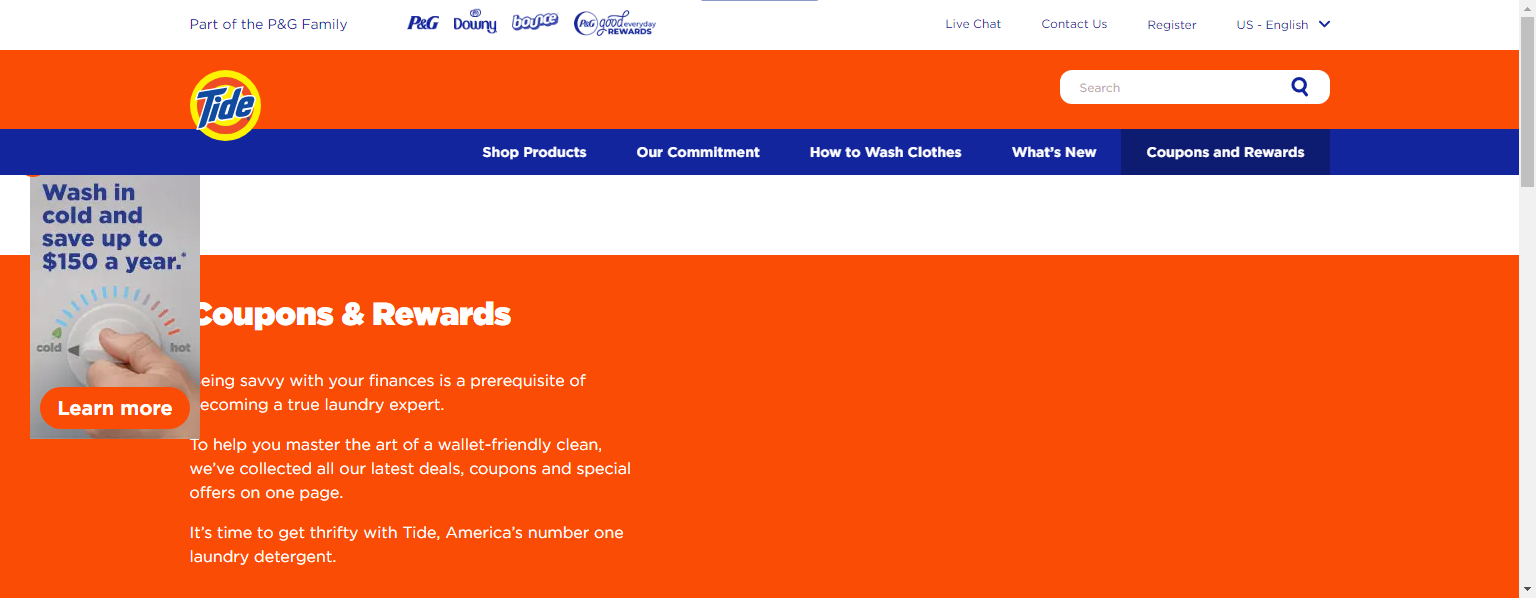 Part of the P&G Family
P&G
Downy
bounce
P&G good everyday REWARDS
Live Chat
Contact Us
Register
US - English
Tide
Search
Shop Products
Our Commitment
How to Wash Clothes
What's New
Coupons and Rewards
Wash in
cold and
save up to
$150 a year.*
cold
hot
Learn more
Coupons & Rewards
eing savvy with your finances is a prerequisite of
ecoming a true laundry expert.
To help you master the art of a wallet-friendly clean,
we've collected all our latest deals, coupons and special
offers on one page.
It's time to get thrifty with Tide, America's number one
laundry detergent.